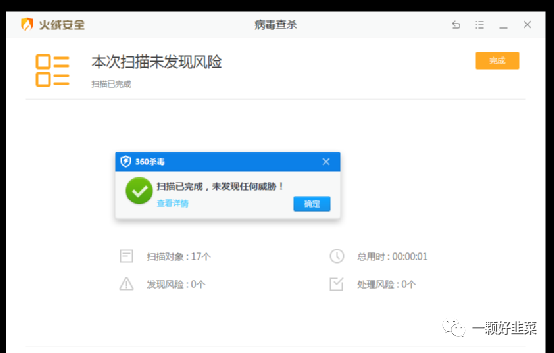 火绒安全
病毒查杀
本次扫描未发现风险
扫描已完成
完成
360杀毒
扫描已完成，未发现任何威胁！
查看详情
确定
扫描对象：17个
总用时：00:00:01
发现风险：0个
处理风险：0个
一颗好韭菜